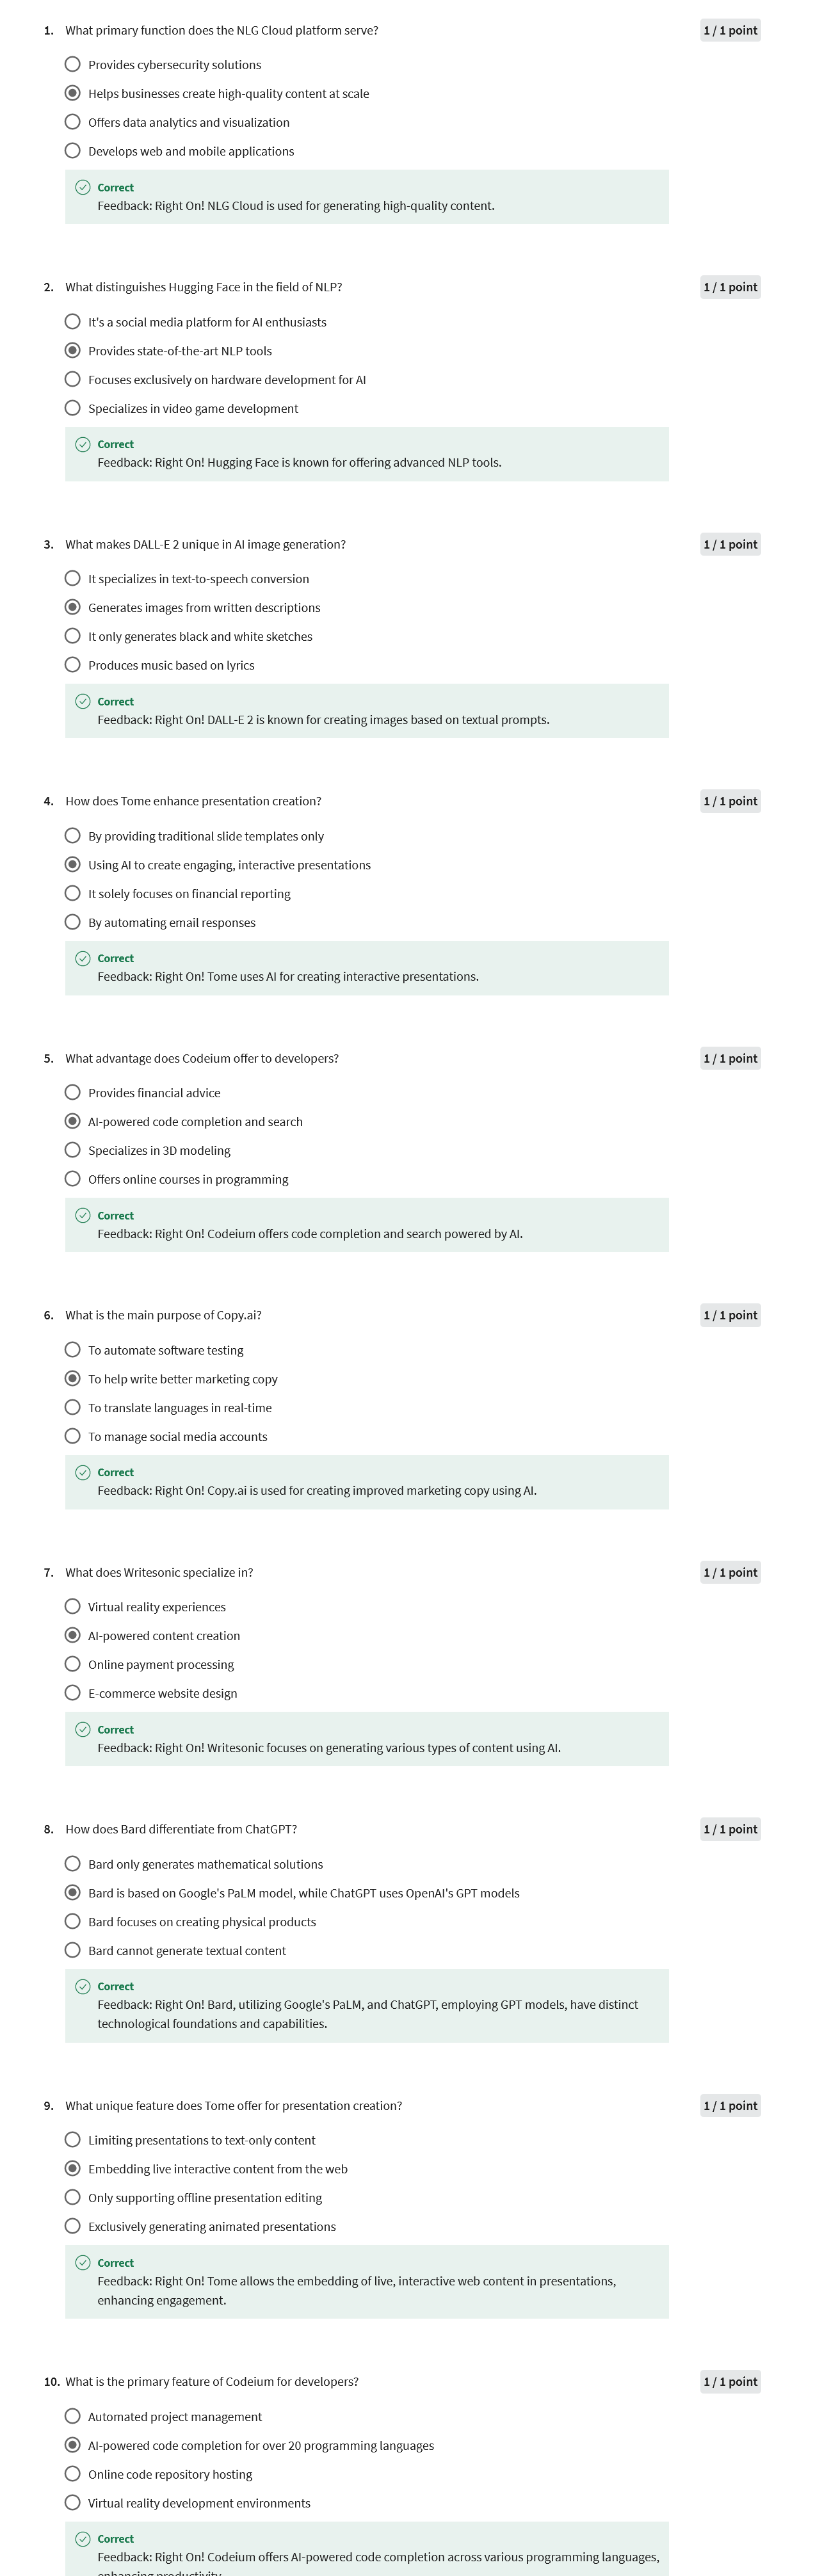 1. What primary function does the NLG Cloud platform serve? 1 / 1 point
Provides cybersecurity solutions
Helps businesses create high-quality content at scale
Offers data analytics and visualization
Develops web and mobile applications
Correct
Feedback: Right On! NLG Cloud is used for generating high-quality content.
2. What distinguishes Hugging Face in the field of NLP? 1 / 1 point
It's a social media platform for AI enthusiasts
Provides state-of-the-art NLP tools
Focuses exclusively on hardware development for AI
Specializes in video game development
Correct
Feedback: Right On! Hugging Face is known for offering advanced NLP tools.
3. What makes DALL-E 2 unique in AI image generation? 1 / 1 point
It specializes in text-to-speech conversion
Generates images from written descriptions
It only generates black and white sketches
Produces music based on lyrics
Correct
Feedback: Right On! DALL-E 2 is known for creating images based on textual prompts.
4. How does Tome enhance presentation creation? 1 / 1 point
By providing traditional slide templates only
Using AI to create engaging, interactive presentations
It solely focuses on financial reporting
By automating email responses
Correct
Feedback: Right On! Tome uses AI for creating interactive presentations.
5. What advantage does Codeium offer to developers? 1 / 1 point
Provides financial advice
AI-powered code completion and search
Specializes in 3D modeling
Offers online courses in programming
Correct
Feedback: Right On! Codeium offers code completion and search powered by AI.
6. What is the main purpose of Copy.ai? 1 / 1 point
To automate software testing
To help write better marketing copy
To translate languages in real-time
To manage social media accounts
Correct
Feedback: Right On! Copy.ai is used for creating improved marketing copy using AI.
7. What does Writesonic specialize in? 1 / 1 point
Virtual reality experiences
AI-powered content creation
Online payment processing
E-commerce website design
Correct
Feedback: Right On! Writesonic focuses on generating various types of content using AI.
8. How does Bard differentiate from ChatGPT? 1 / 1 point
Bard only generates mathematical solutions
Bard is based on Google's PaLM model, while ChatGPT uses OpenAI's GPT models
Bard focuses on creating physical products
Bard cannot generate textual content
Correct
Feedback: Right On! Bard, utilizing Google's PaLM, and ChatGPT, employing GPT models, have distinct
technological foundations and capabilities.
9. What unique feature does Tome offer for presentation creation? 1 / 1 point
Limiting presentations to text-only content
Embedding live interactive content from the web
Only supporting offline presentation editing
Exclusively generating animated presentations
Correct
Feedback: Right On! Tome allows the embedding of live, interactive web content in presentations,
enhancing engagement.
10. What is the primary feature of Codeium for developers? 1 / 1 point
Automated project management
AI-powered code completion for over 20 programming languages
Online code repository hosting
Virtual reality development environments
Correct
Feedback: Right On! Codeium offers AI-powered code completion across various programming languages,
enhancing productivity.